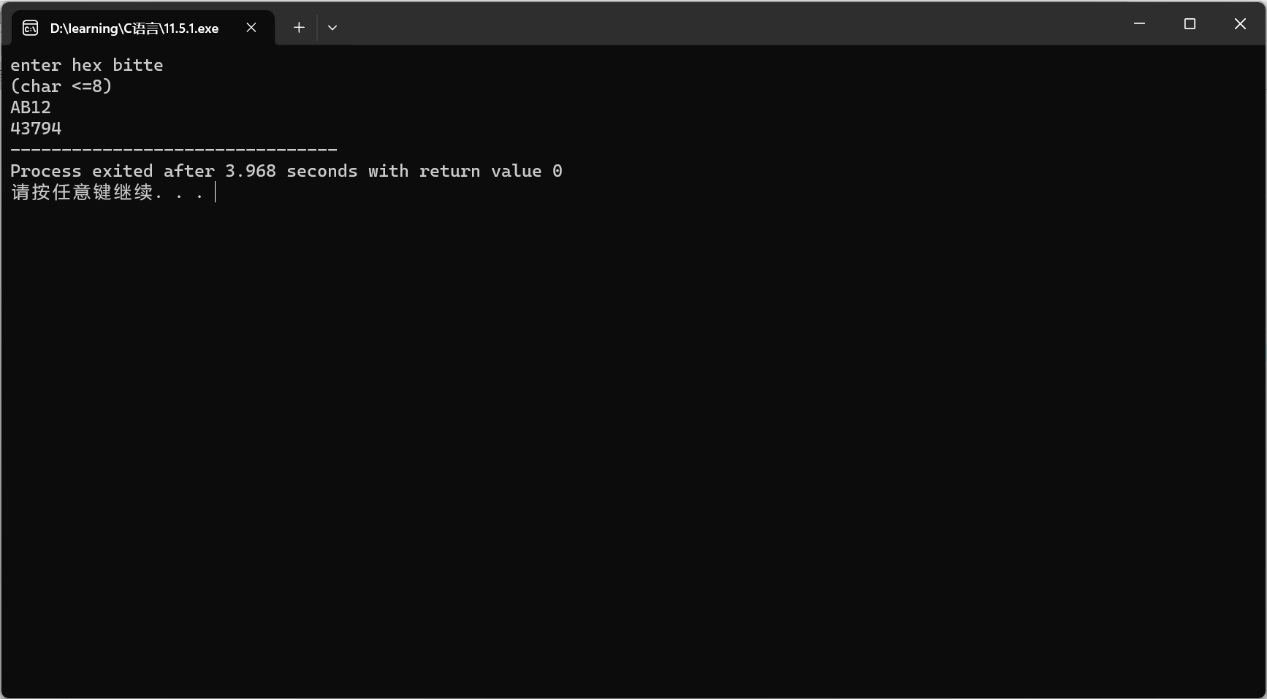 D:\learning\C语言\11.5.1.exe
enter hex bitte
(char <=8)
AB12
43794
--------------------------------
Process exited after 3.968 seconds with return value 0
请按任意键继续. . .